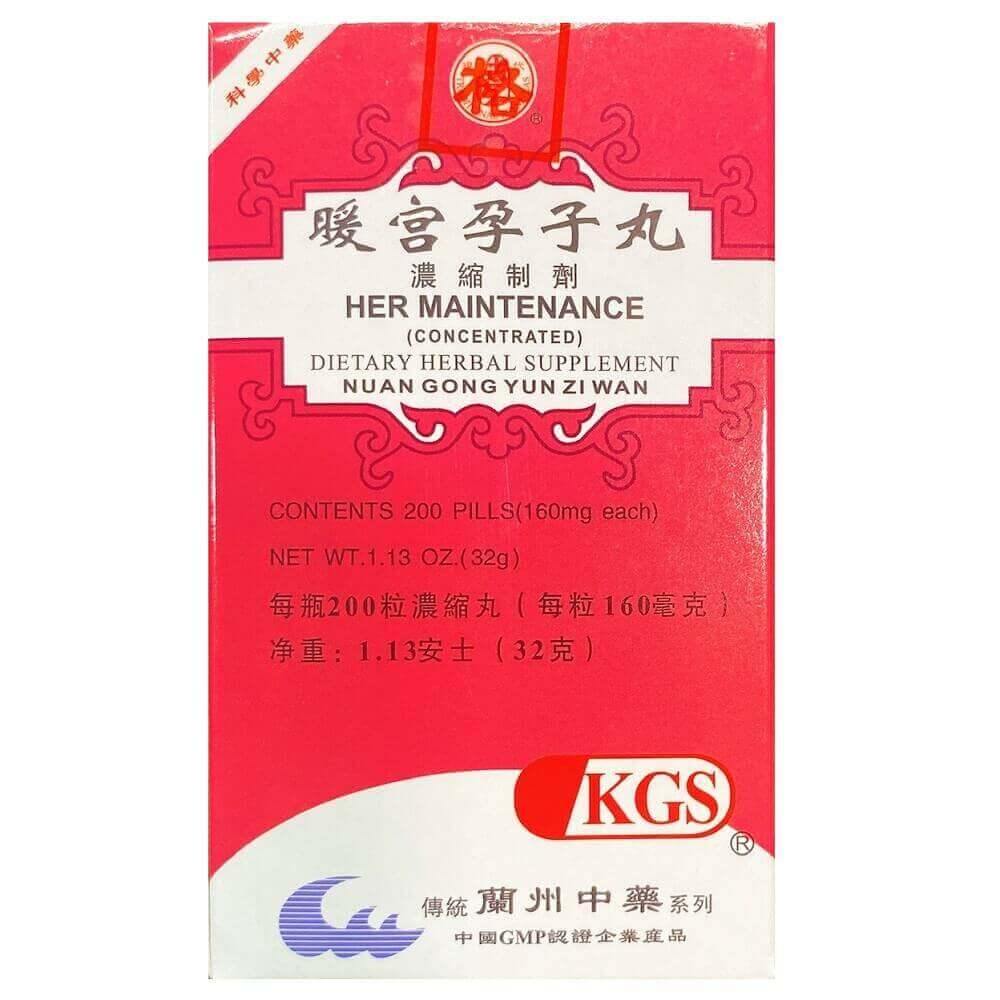 科學中藥
榕
®
暖宮孕子丸
濃縮制劑
HER MAINTENANCE
(CONCENTRATED)
DIETARY HERBAL SUPPLEMENT
NUAN GONG YUN ZI WAN
CONTENTS 200 PILLS(160mg each)
NET WT.1.13 OZ.(32g)
每瓶200粒濃縮丸（每粒160毫克）
净重：1.13安士（32克）
KGS
®
傳統 蘭州中藥 系列
中國GMP認證企業産品